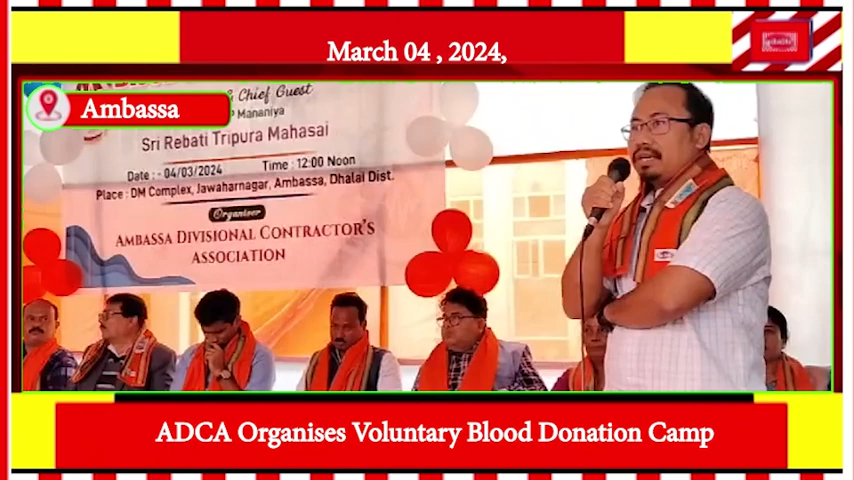 March 04 , 2024,
Ambassa
& Chief Guest
P Mananiya
Sri Rebati Tripura Mahasai
Date : - 04/03/2024 Time : 12:00 Noon
Place : DM Complex, Jawaharnagar, Ambassa, Dhalai Dist.
Organiser
AMBASSA DIVISIONAL CONTRACTOR'S
ASSOCIATION
ADCA Organises Voluntary Blood Donation Camp